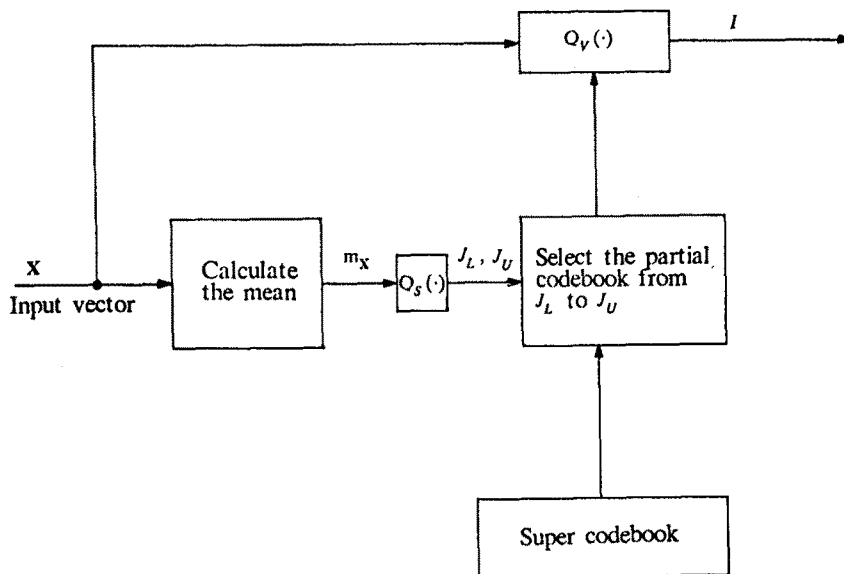 Q_V(·)
I
X
Input vector
Calculate
the mean
m_X
Q_S(·)
J_L , J_U
Select the partial
codebook from
J_L to J_U
Super codebook